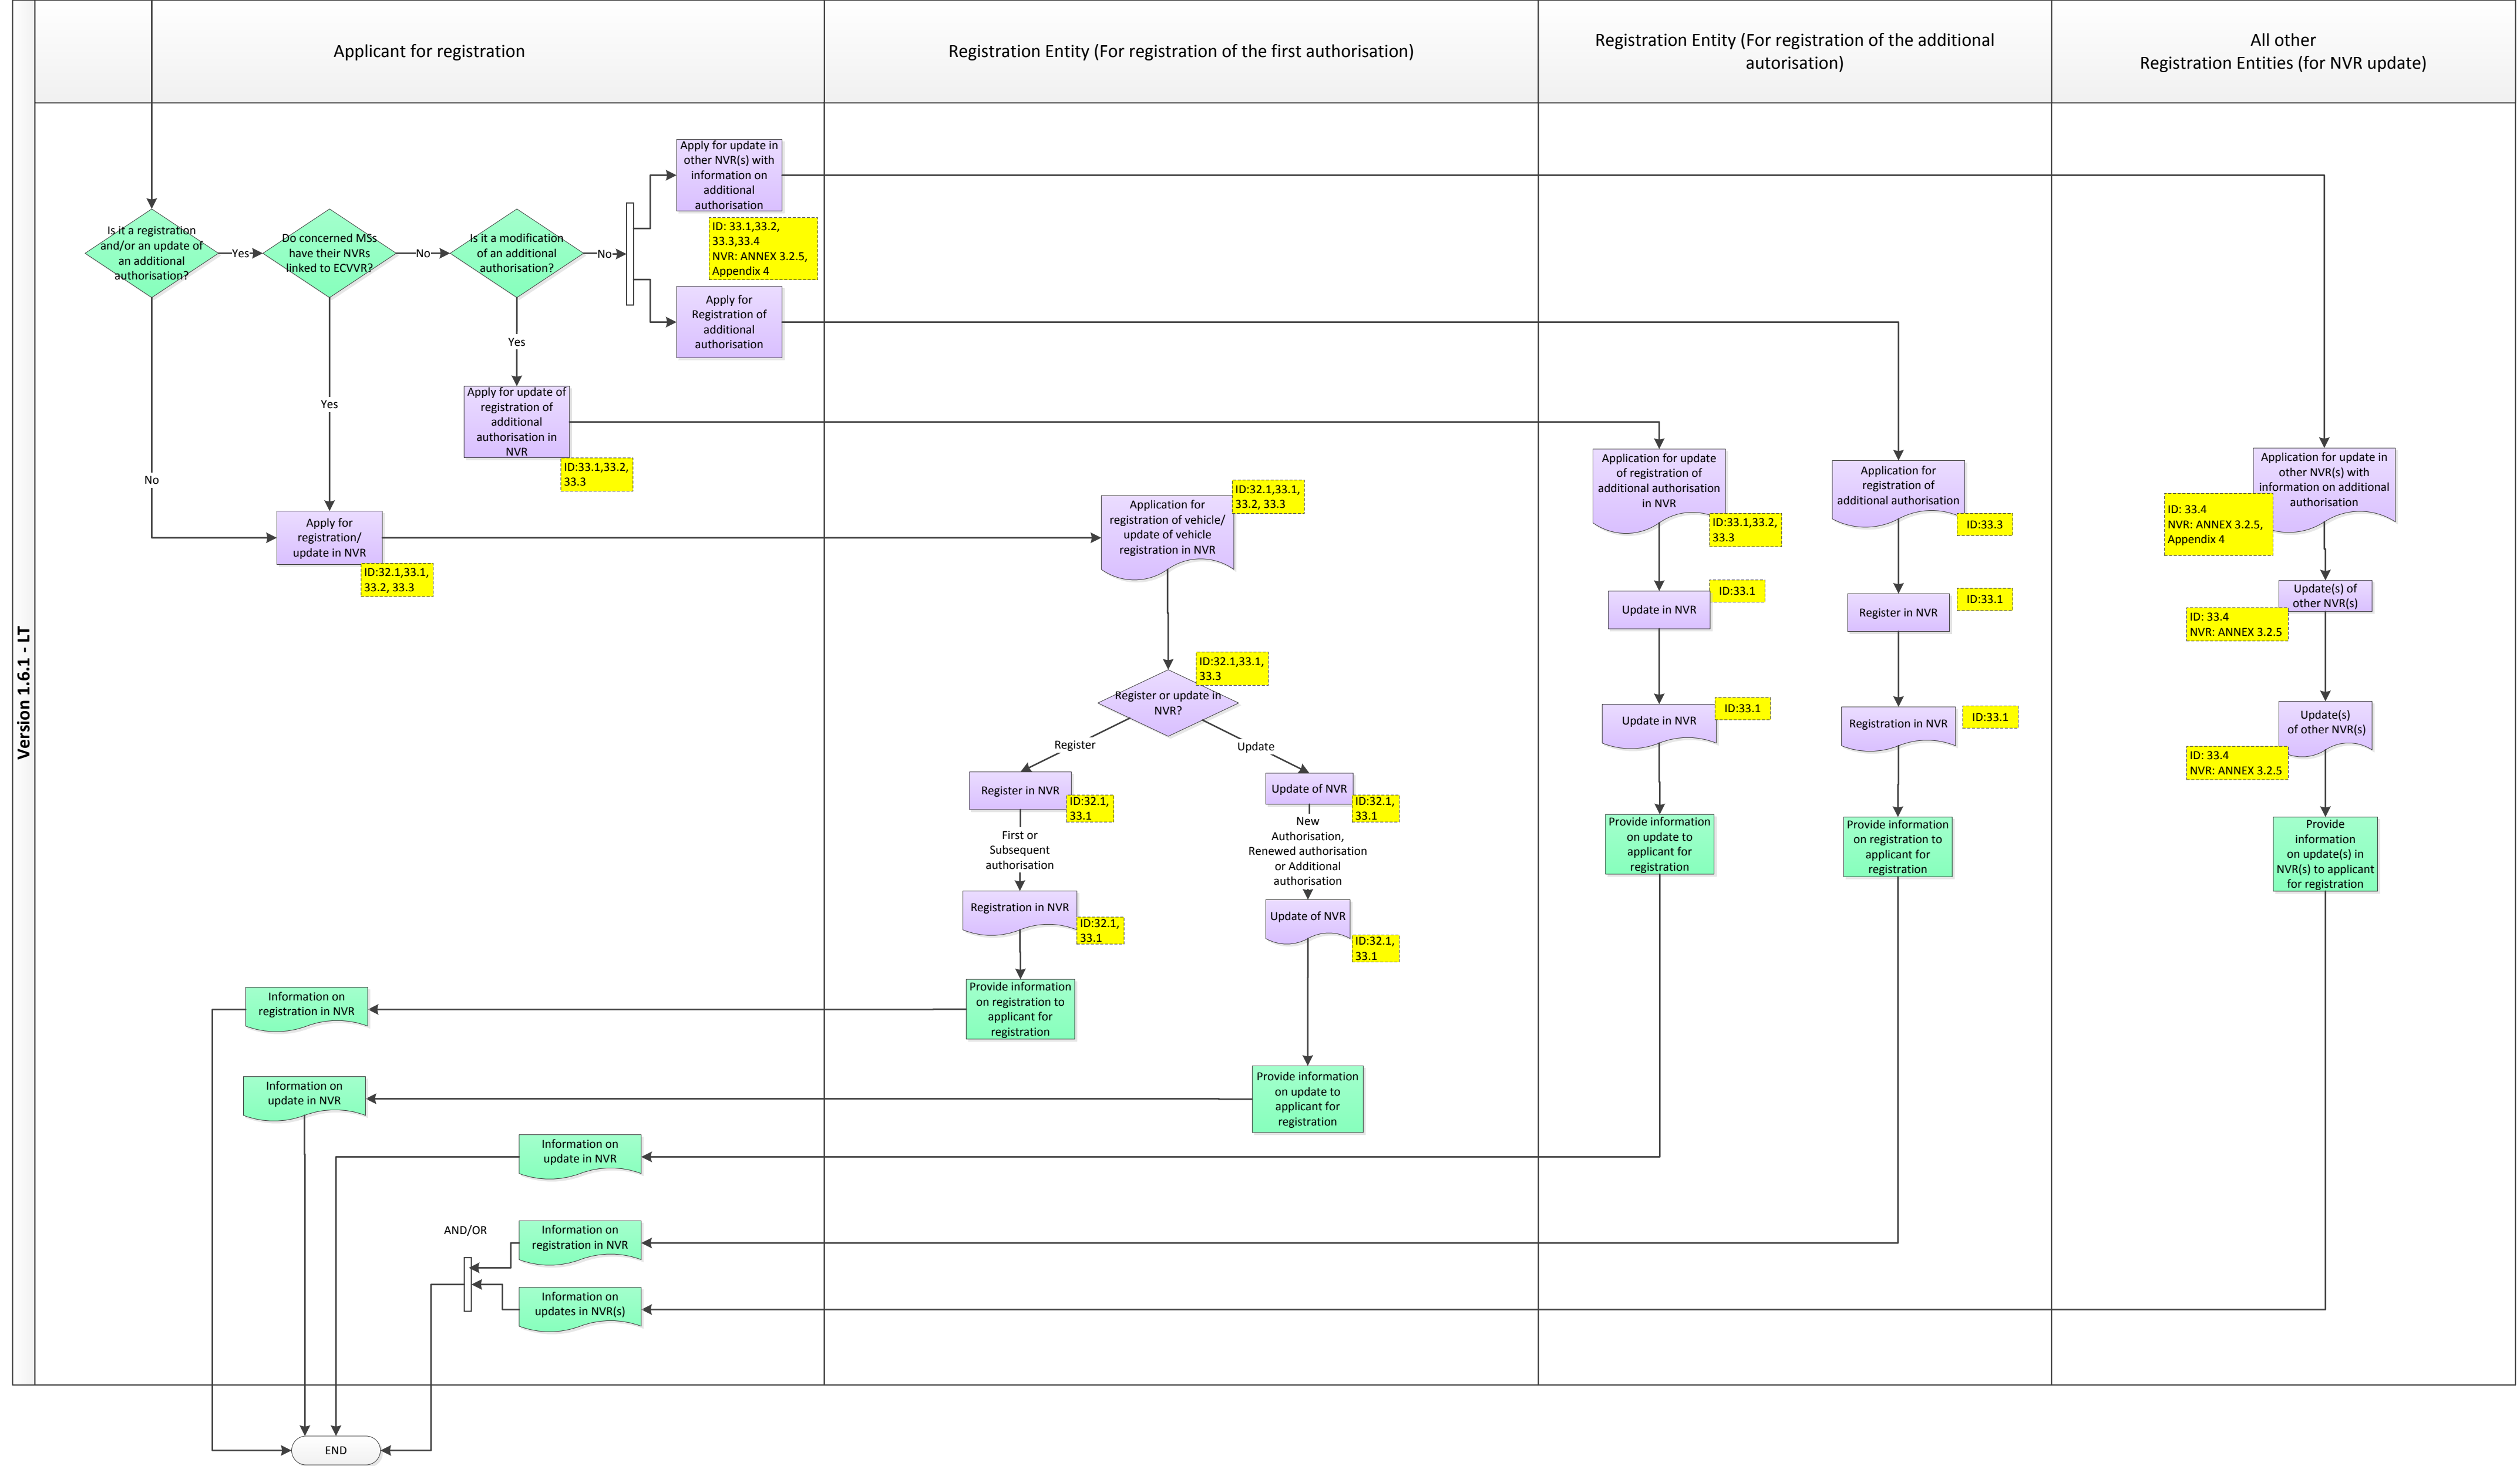 Version 1.6.1 - LT
Applicant for registration
Registration Entity (For registration of the first authorisation)
Registration Entity (For registration of the additional
autorisation)
All other
Registration Entities (for NVR update)
Is it a registration
and/or an update of
an additional
authorisation?
Yes
No
Do concerned MSs
have their NVRs
linked to ECVVR?
No
Yes
Is it a modification
of an additional
authorisation?
No
Yes
Apply for update in
other NVR(s) with
information on
additional
authorisation
ID: 33.1,33.2,
33.3,33.4
NVR: ANNEX 3.2.5,
Appendix 4
Apply for
Registration of
additional
authorisation
Apply for update of
registration of
additional
authorisation in
NVR
ID:33.1,33.2,
33.3
Apply for
registration/
update in NVR
ID:32.1,33.1,
33.2, 33.3
Application for
registration of vehicle/
update of vehicle
registration in NVR
ID:32.1,33.1,
33.2, 33.3
Register or update in
NVR?
ID:32.1,33.1,
33.3
Register
Update
Register in NVR
ID:32.1,
33.1
First or
Subsequent
authorisation
Registration in NVR
ID:32.1,
33.1
Provide information
on registration to
applicant for
registration
Update of NVR
ID:32.1,
33.1
New
Authorisation,
Renewed authorisation
or Additional
authorisation
Update of NVR
ID:32.1,
33.1
Provide information
on update to
applicant for
registration
Application for update
of registration of
additional authorisation
in NVR
ID:33.1,33.2,
33.3
Update in NVR
ID:33.1
Update in NVR
ID:33.1
Provide information
on update to
applicant for
registration
Application for
registration of
additional authorisation
ID:33.3
Register in NVR
ID:33.1
Registration in NVR
ID:33.1
Provide information
on registration to
applicant for
registration
Application for update in
other NVR(s) with
information on additional
authorisation
ID: 33.4
NVR: ANNEX 3.2.5,
Appendix 4
Update(s) of
other NVR(s)
ID: 33.4
NVR: ANNEX 3.2.5
Update(s)
of other NVR(s)
ID: 33.4
NVR: ANNEX 3.2.5
Provide
information
on update(s) in
NVR(s) to applicant
for registration
Information on
registration in NVR
Information on
update in NVR
Information on
update in NVR
AND/OR
Information on
registration in NVR
Information on
updates in NVR(s)
END